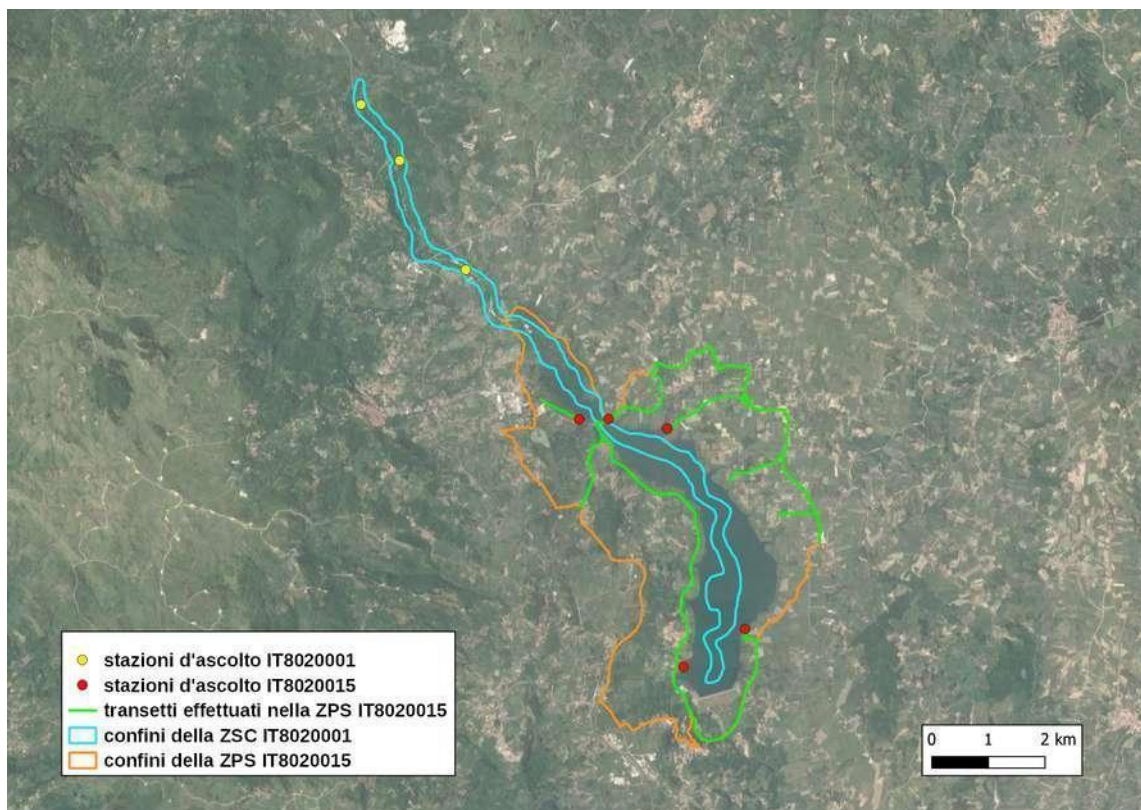 stazioni d'ascolto IT8020001
stazioni d'ascolto IT8020015
transetti effettuati nella ZPS IT8020015
confini della ZSC IT8020001
confini della ZPS IT8020015
0 1 2 km